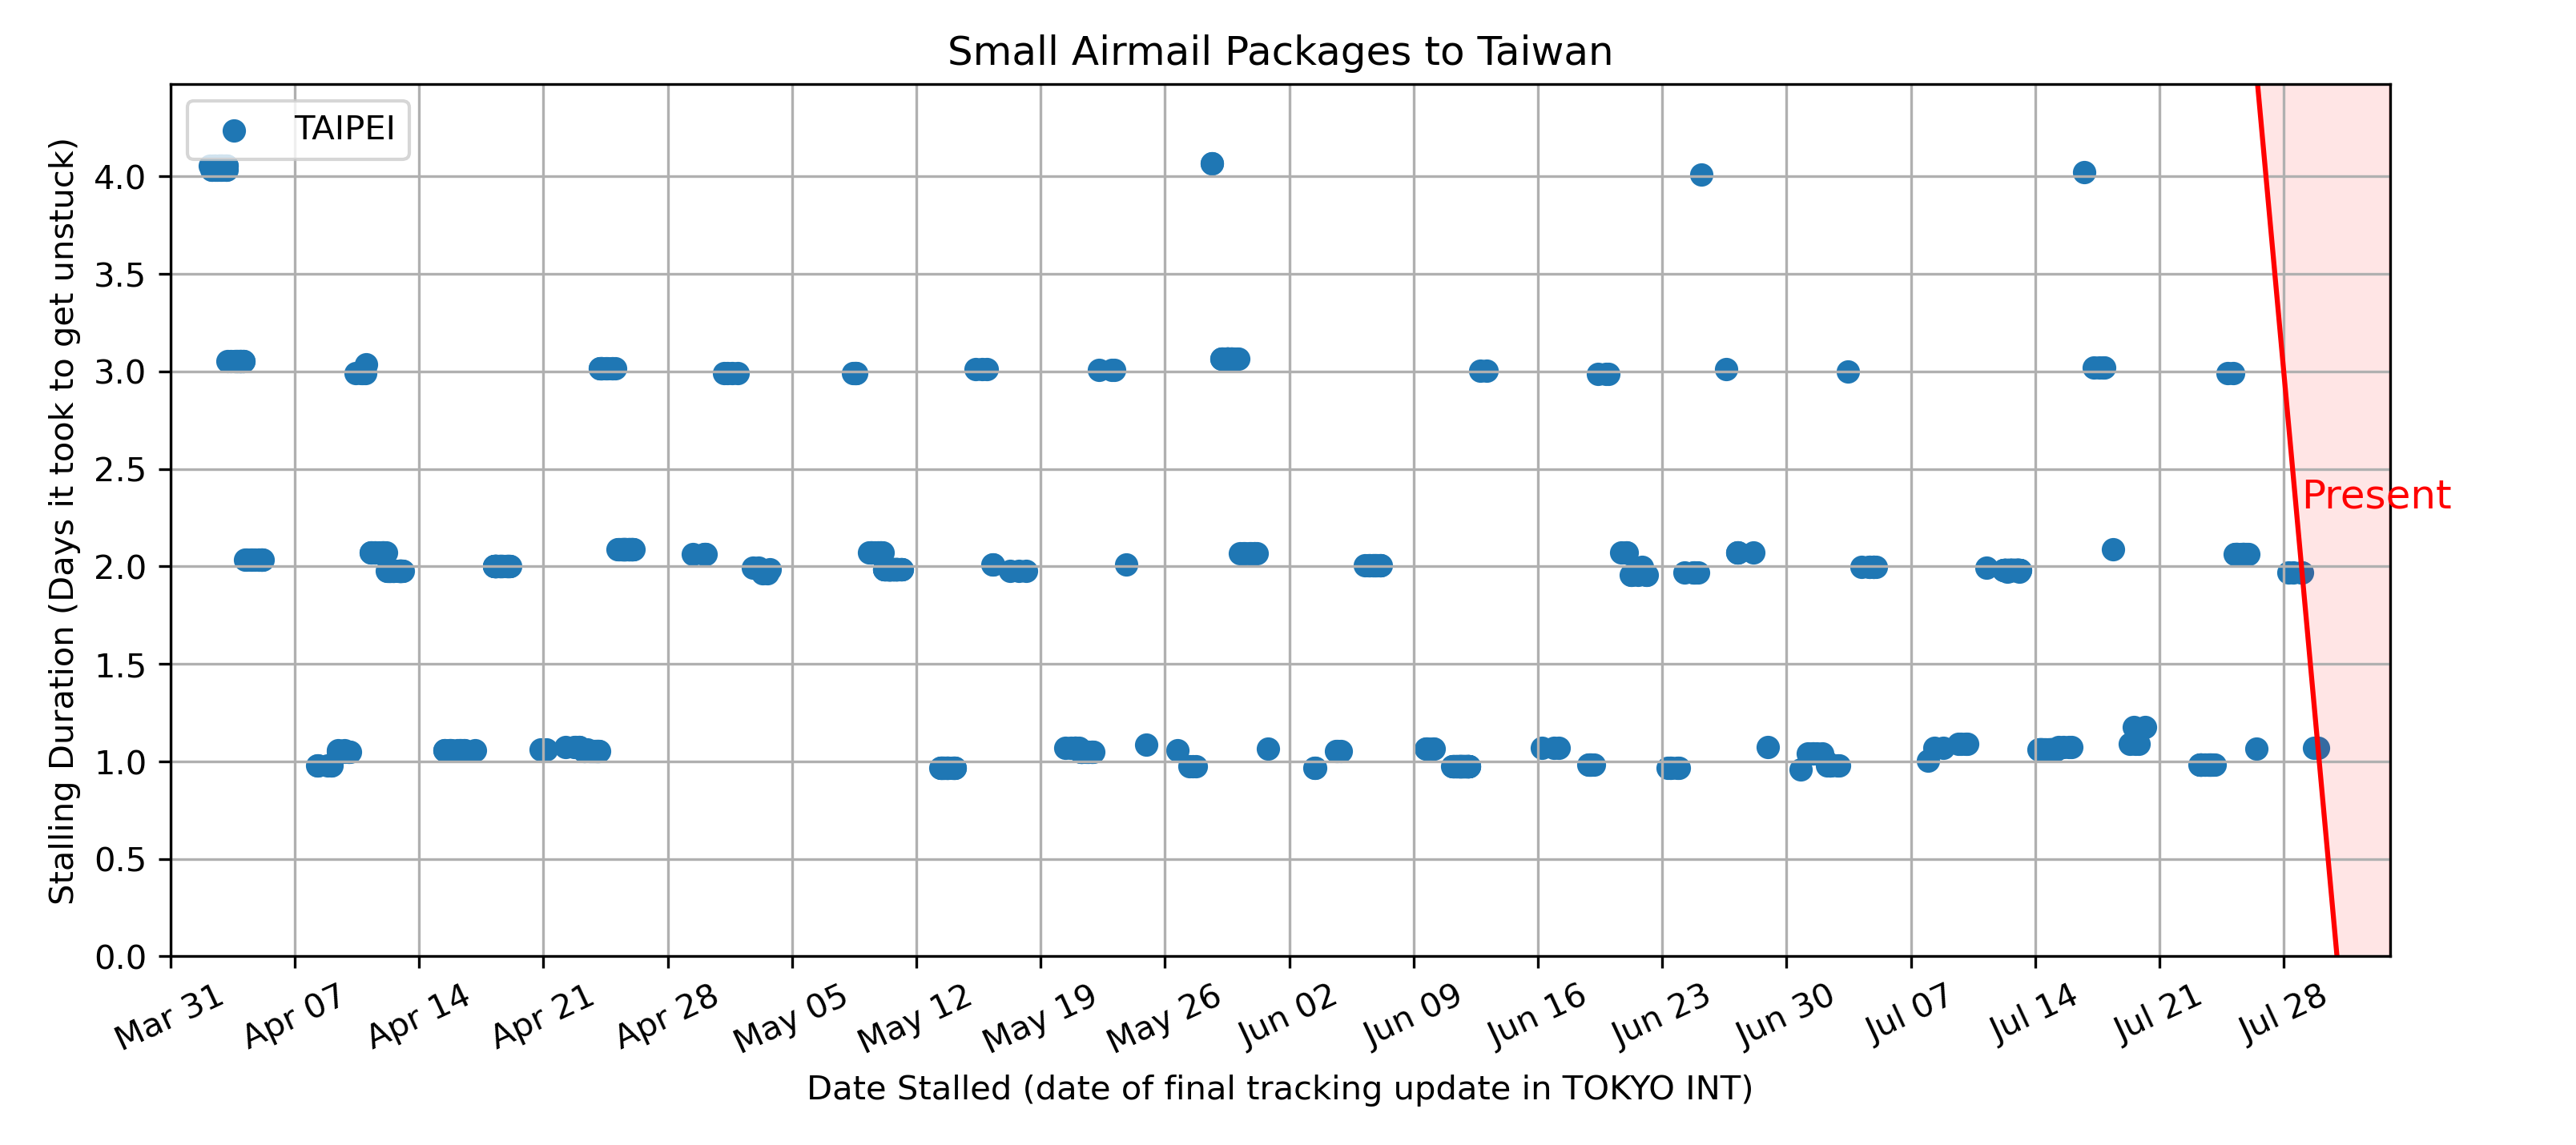 Small Airmail Packages to Taiwan
TAIPEI
Stalling Duration (Days it took to get unstuck)
4.0
3.5
3.0
2.5
2.0
1.5
1.0
0.5
0.0
Present
Mar 31
Apr 07
Apr 14
Apr 21
Apr 28
May 05
May 12
May 19
May 26
Jun 02
Jun 09
Jun 16
Jun 23
Jun 30
Jul 07
Jul 14
Jul 21
Jul 28
Date Stalled (date of final tracking update in TOKYO INT)